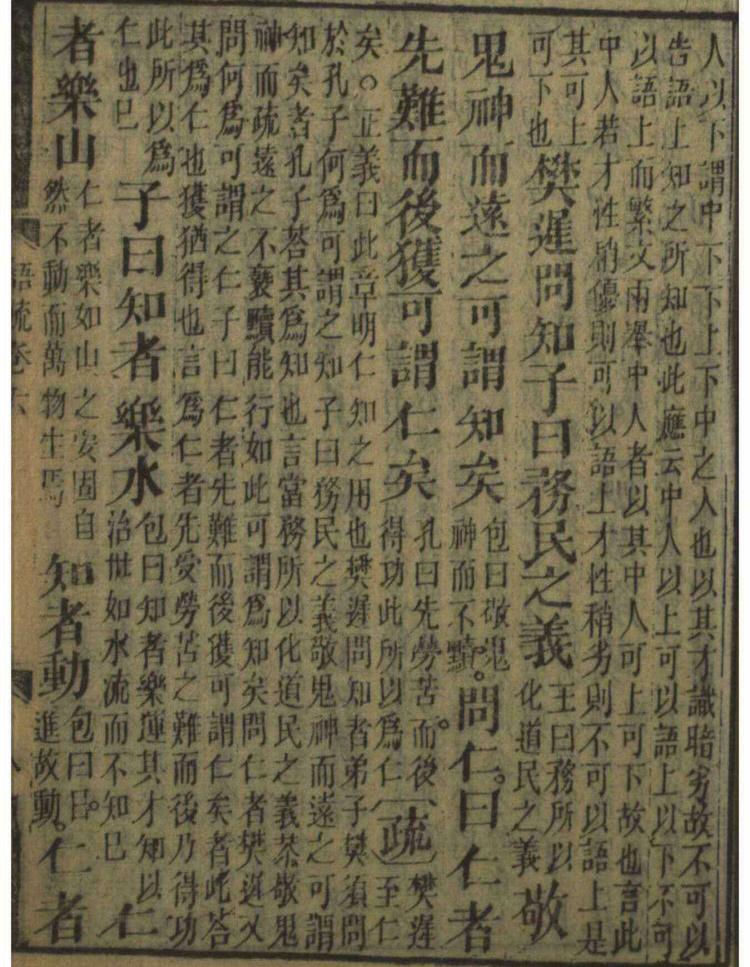 人以下謂中下下上下中之人也以其才識暗劣故不可以
告語上知之所知也此應云中人以上可以語上以下不可
以語上而繁文兩舉中人者以其中人可上可下故也言此
中人若才性稍優則可以語上才性稍劣則不可以語上是
其可上可下也樊遲問知子曰務民之義王曰務所以化道民之義敬
鬼神而遠之可謂知矣包曰敬鬼神而不黷。問仁。曰仁者
先難而後獲可謂仁矣孔曰先勞苦而後得功此所以爲仁疏樊遲至仁
矣。正義曰此章明仁知之用也樊遲問知者弟子樊須問
於孔子何爲可謂之知子曰務民之義敬鬼神而遠之可謂
知矣者孔子荅其爲知也言當務所以化道民之義恭敬鬼
神而疏遠之不褻黷能行如此可謂爲知矣問仁者樊遲又
問何爲可謂之仁子曰仁者先難而後獲可謂仁矣者此荅
其爲仁也獲猶得也言爲仁者先受勞苦之難而後乃得功
此所以爲仁也已子曰知者樂水包曰知者樂運其才知以治世如水流而不知已仁
者樂山仁者樂如山之安固自然不動而萬物生焉知者動包曰日進故動。仁者
語疏卷六